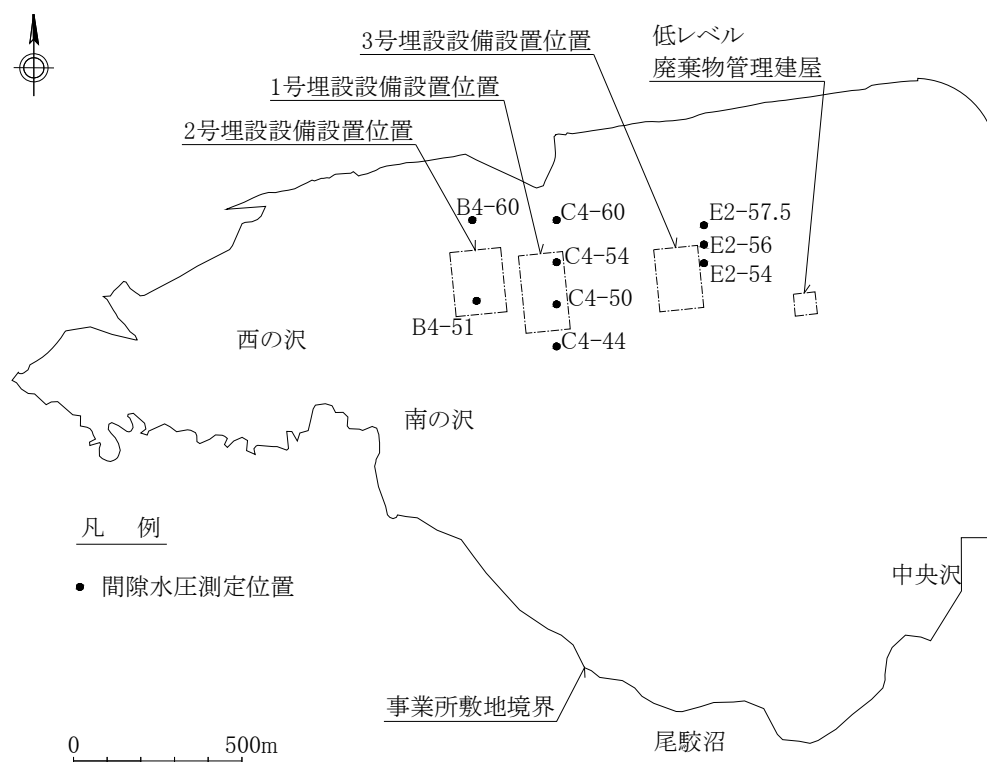 3号埋設設備設置位置
低レベル
廃棄物管理建屋
1号埋設設備設置位置
2号埋設設備設置位置
B4-60
C4-60
E2-57.5
E2-56
C4-54
E2-54
C4-50
B4-51
C4-44
西の沢
南の沢
凡 例
● 間隙水圧測定位置
中央沢
事業所敷地境界
尾駮沼
0 500m